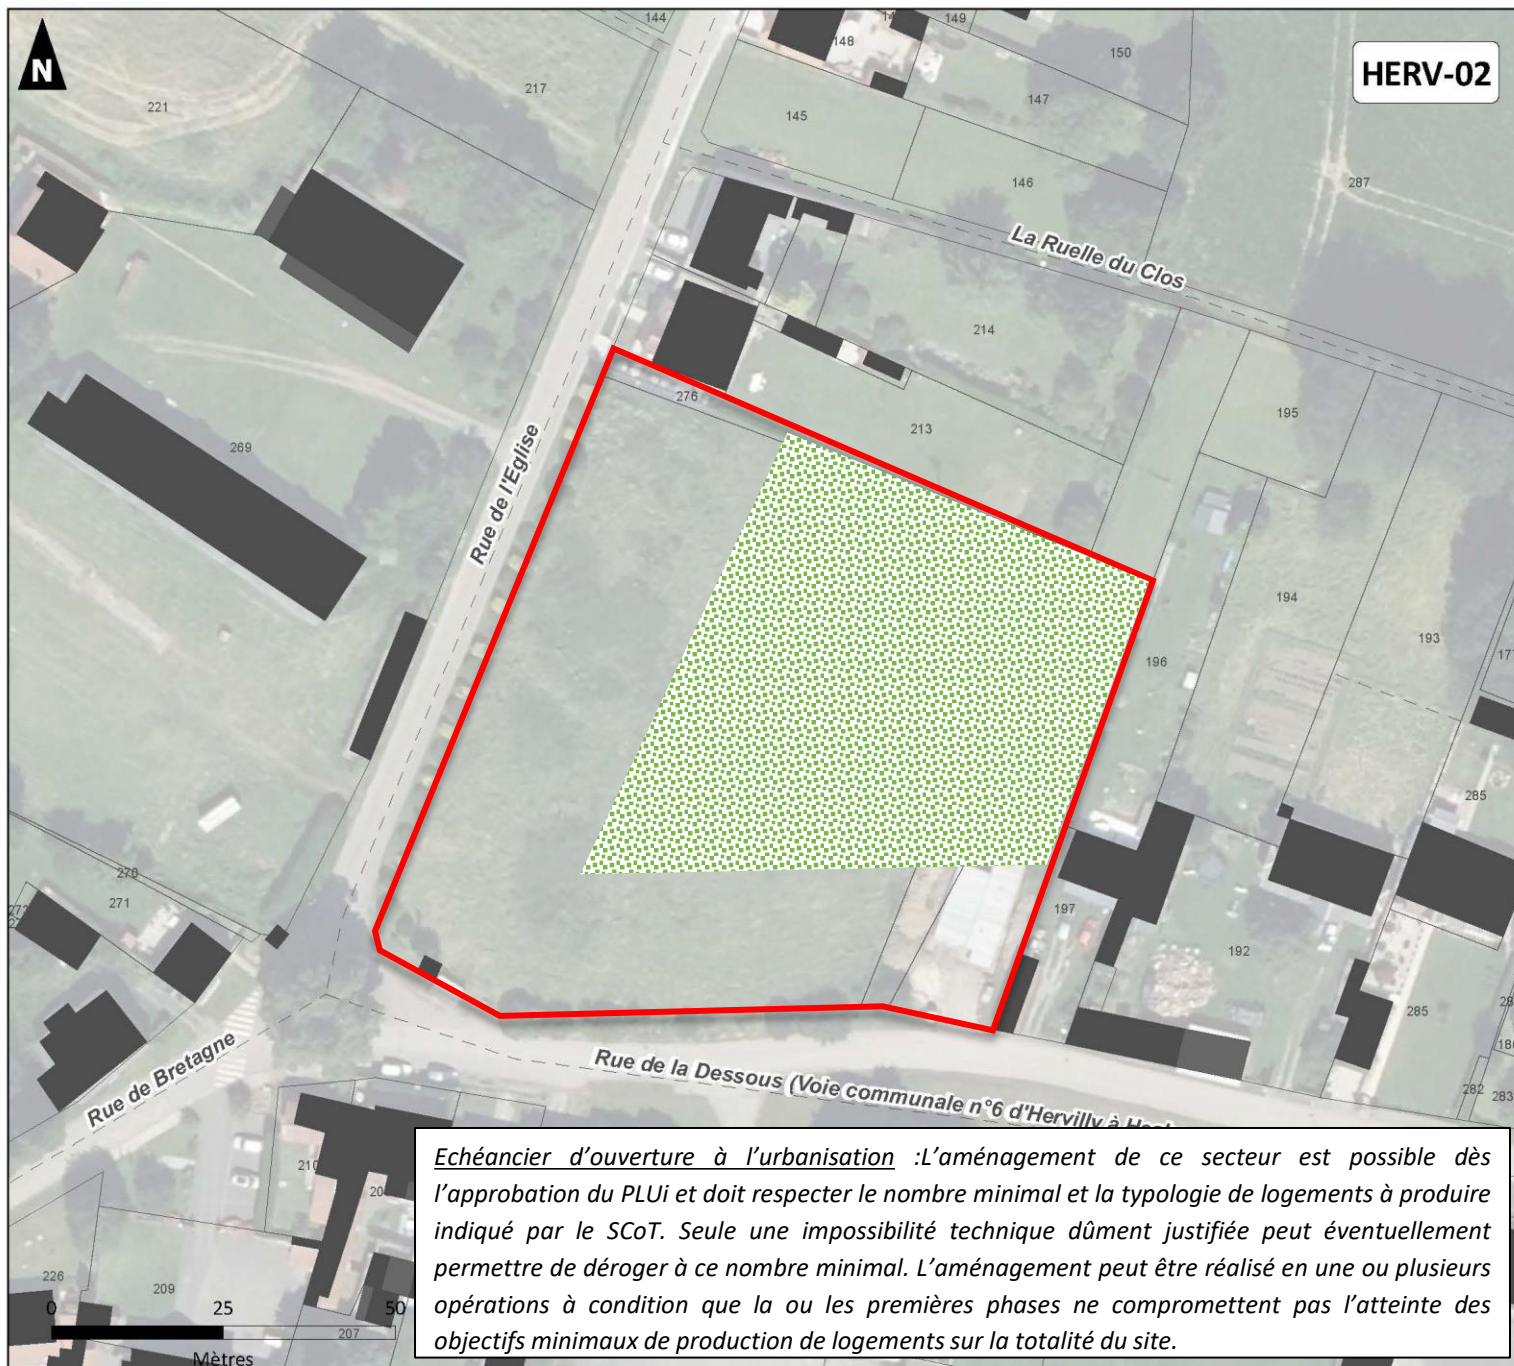 144
149
148
150
N
HERV-02
217
221
147
145
146
287
La Ruelle du Clos
214
276
195
213
269
Rue de l'Eglise
194
193
196
285
270
271
197
192
285
Rue de Bretagne
Rue de la Dessous (Voie communale n°6 d'Hervilly à
282
283
210
226
209
207
0 25 50
Mètres
Echéancier d'ouverture à l'urbanisation :L'aménagement de ce secteur est possible dès
l'approbation du PLUi et doit respecter le nombre minimal et la typologie de logements à produire
indiqué par le SCoT. Seule une impossibilité technique dûment justifiée peut éventuellement
permettre de déroger à ce nombre minimal. L'aménagement peut être réalisé en une ou plusieurs
opérations à condition que la ou les premières phases ne compromettent pas l'atteinte des
objectifs minimaux de production de logements sur la totalité du site.